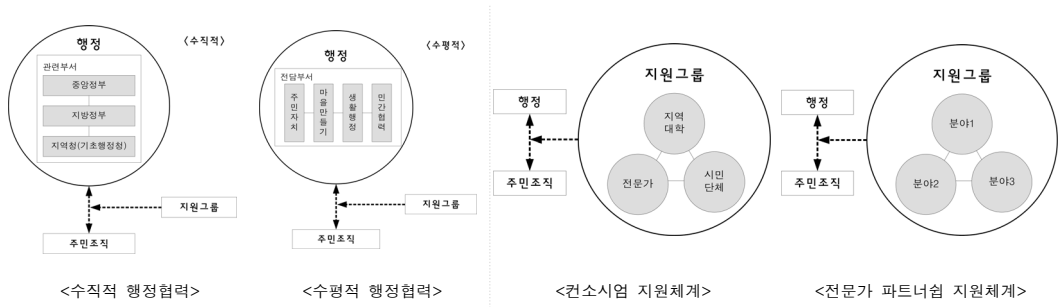 행정
<수직적>
관련부서
중앙정부
지방정부
지역청(기초행정청)
지원그룹
주민조직
<수직적 행정협력>
행정
<수평적>
전담부서
주민자치
마을만들기
생활행정
민간협력
지원그룹
주민조직
<수평적 행정협력>
지원그룹
행정
주민조직
지역
대학
전문가
시민
단체
<컨소시엄 지원체계>
지원그룹
행정
주민조직
분야1
분야2
분야3
<전문가 파트너쉽 지원체계>